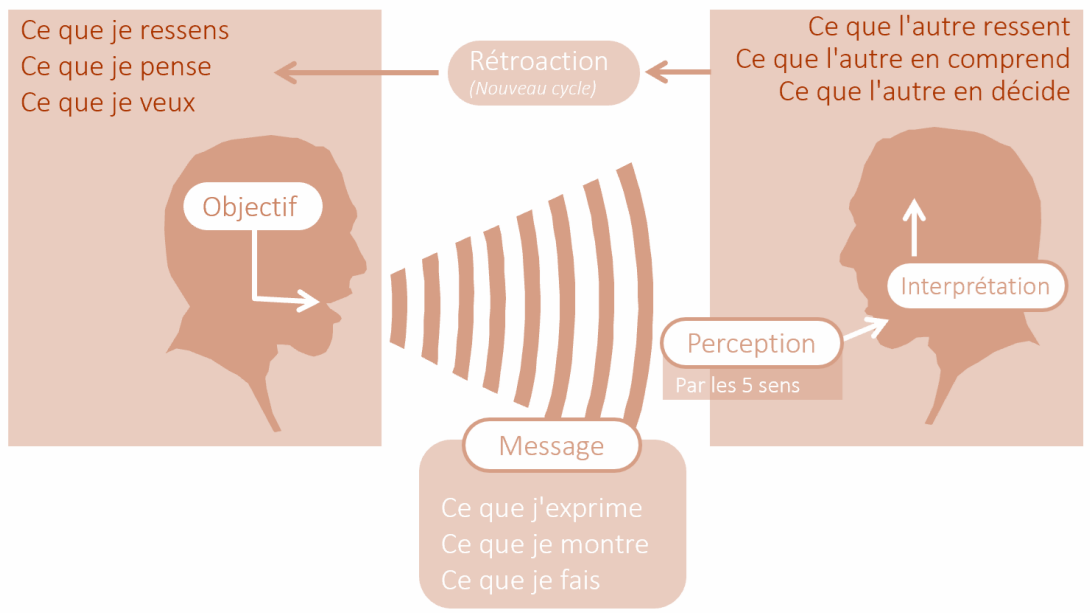 Ce que je ressens
Ce que je pense
Ce que je veux
Rétroaction
(Nouveau cycle)
Ce que l'autre ressent
Ce que l'autre en comprend
Ce que l'autre en décide
Objectif
Interprétation
Perception
Par les 5 sens
Message
Ce que j'exprime
Ce que je montre
Ce que je fais